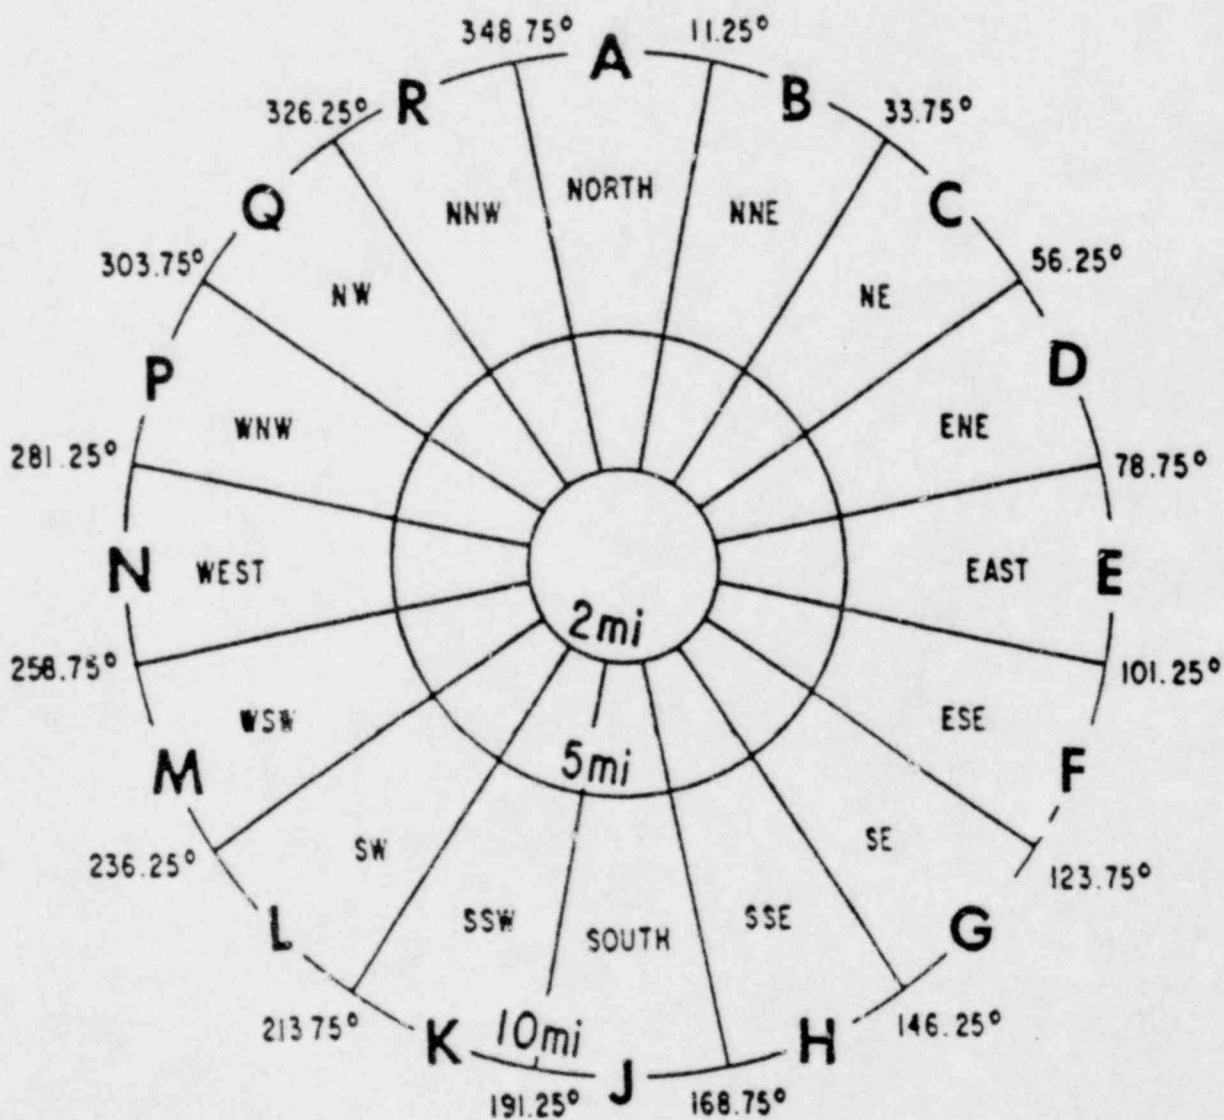 348.75°
A
11.25°
326.25°
R
B
33.75°
NNW
NORTH
NNE
Q
C
303.75°
56.25°
NW
NE
P
D
WNW
ENE
281.25°
78.75°
N
WEST
EAST
E
2mi
258.75°
101.25°
WSW
ESE
M
5mi
F
236.25°
SW
SE
123.75°
L
SSW
SOUTH
SSE
G
213.75°
K
10mi
H
146.25°
191.25°
J
168.75°